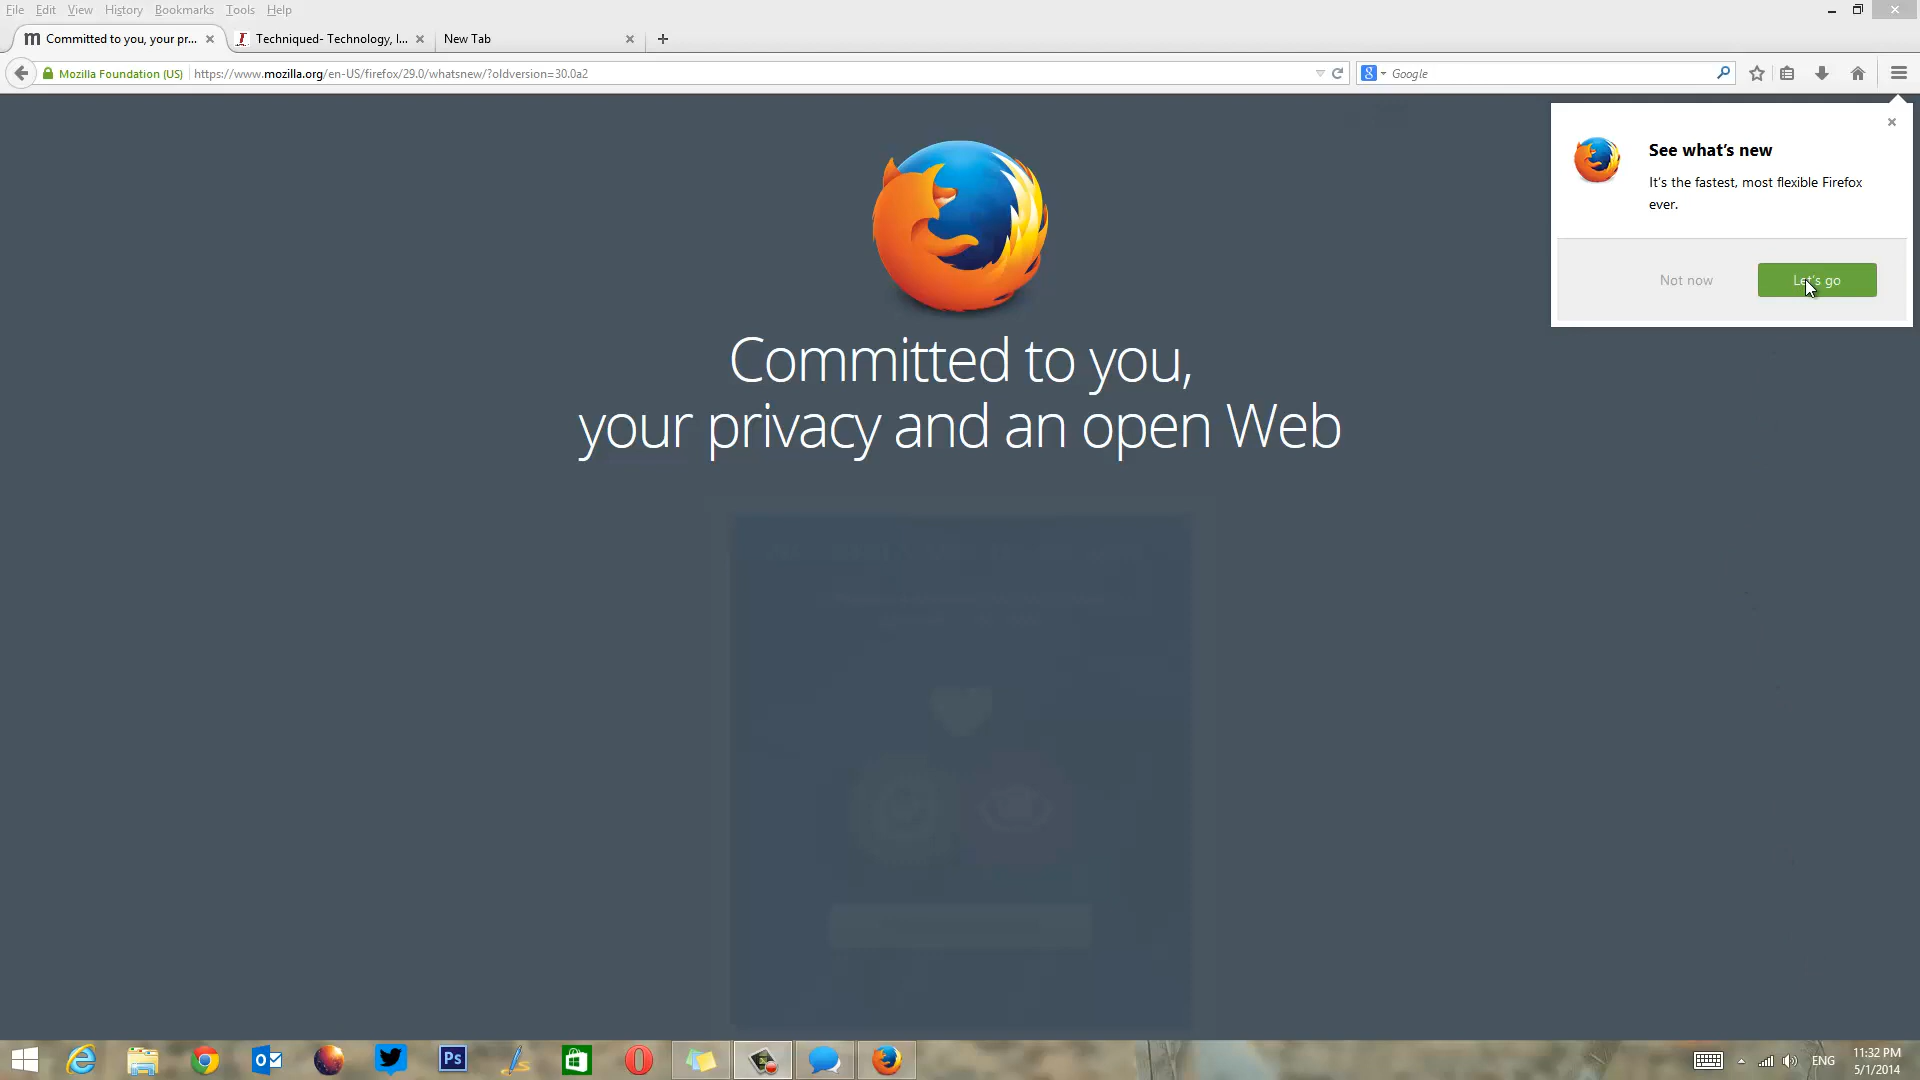 File Edit View History Bookmarks Tools Help
Committed to you, your pr... Techniqued- Technology, I... New Tab
Mozilla Foundation (US) https://www.mozilla.org/en-US/firefox/29.0/whatsnew/?oldversion=30.0a2 Google
See what's new
It's the fastest, most flexible Firefox
ever.
Not now Let's go
Committed to you,
your privacy and an open Web
Ps
ENG
11:32 PM
5/1/2014